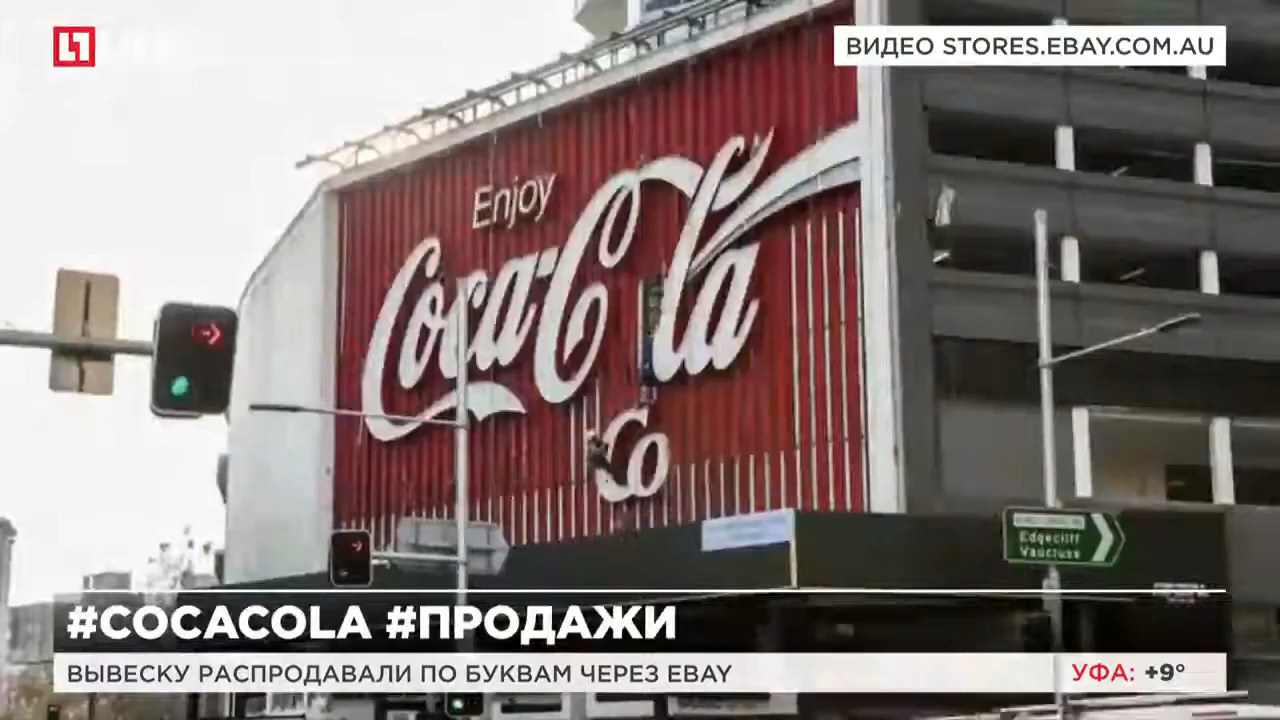 ВИДЕО STORES.EBAY.COM.AU
Enjoy
Coca-Cola
Co
Edgecliff
Vaucluse
#COCACOLA #ПРОДАЖИ
ВЫВЕСКУ РАСПРОДАВАЛИ ПО БУКВАМ ЧЕРЕЗ EBAY
УФА: +9°